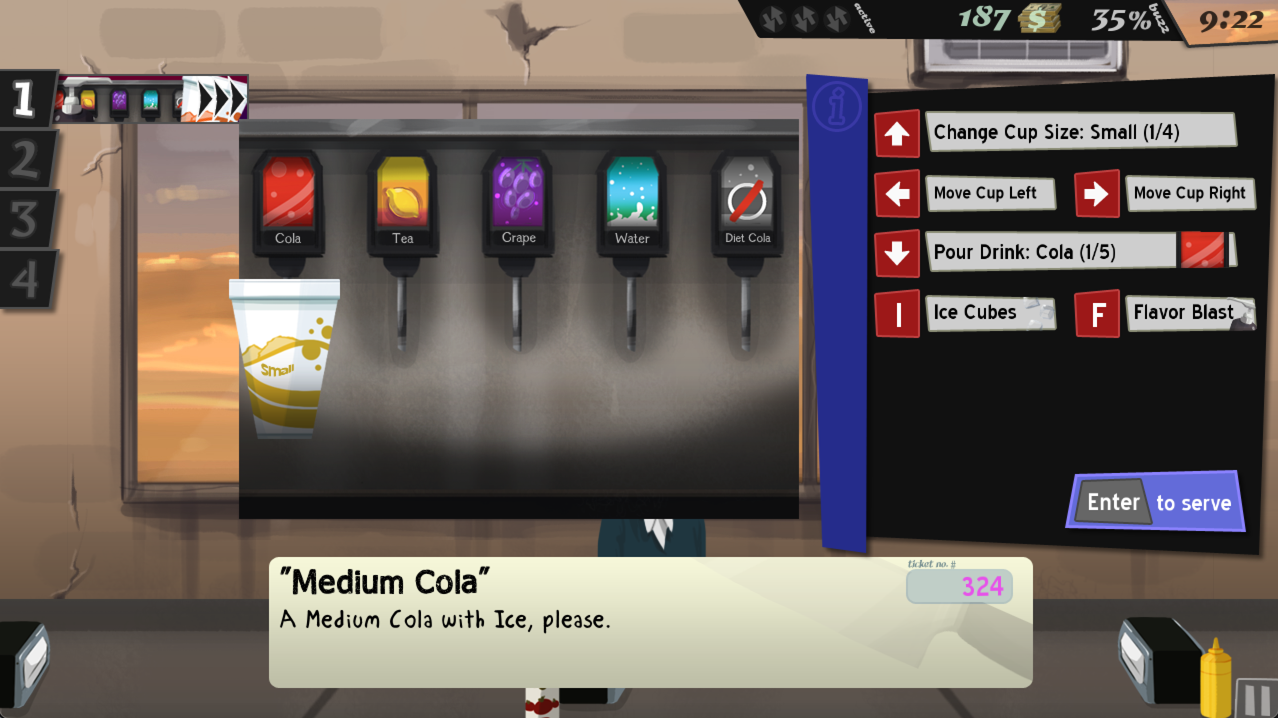 active
187 $
35% buzz
9:22
1
2
3
4
i
Cola
Tea
Grape
Water
Diet Cola
Small
↑ Change Cup Size: Small (1/4)
← Move Cup Left
→ Move Cup Right
↓ Pour Drink: Cola (1/5)
I Ice Cubes
F Flavor Blast
Enter to serve
"Medium Cola"
ticket no. #
324
A Medium Cola with Ice, please.